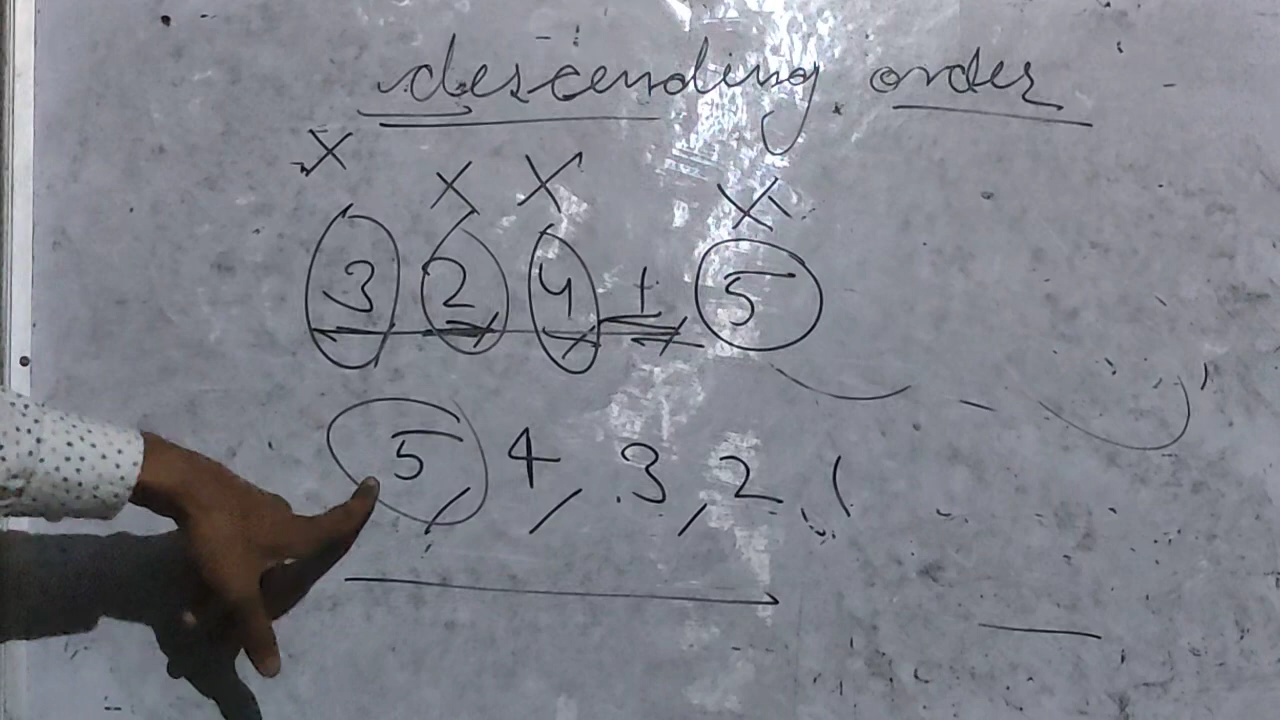 descending order
X X X X
3 2 4 1 5
5, 4, 3, 2, 1